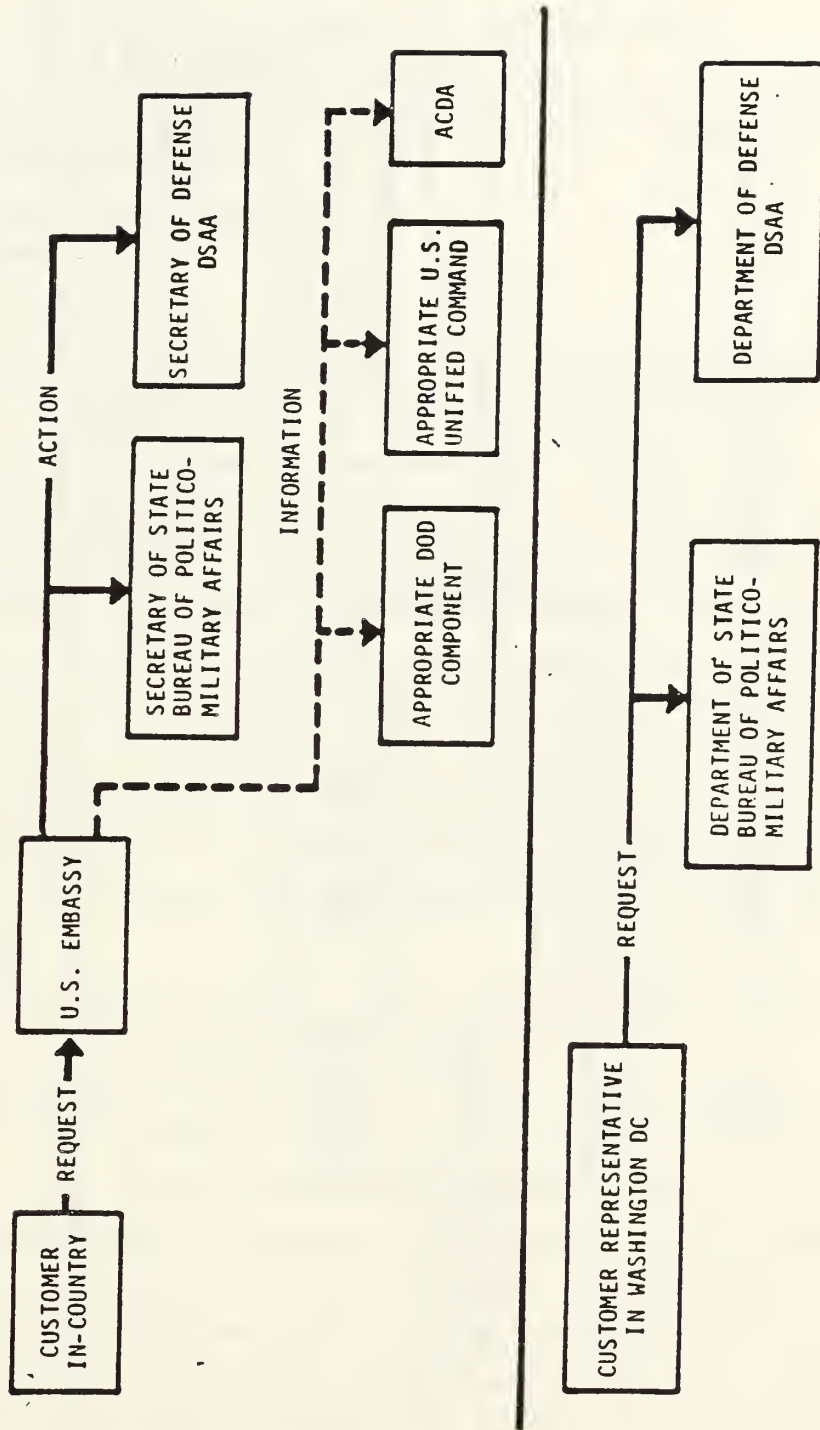 CUSTOMER
IN-COUNTRY
REQUEST
U.S. EMBASSY
ACTION
SECRETARY OF STATE
BUREAU OF POLITICO-
MILITARY AFFAIRS
SECRETARY OF DEFENSE
DSAA
INFORMATION
APPROPRIATE DOD
COMPONENT
APPROPRIATE U.S.
UNIFIED COMMAND
ACDA
CUSTOMER REPRESENTATIVE
IN WASHINGTON DC
REQUEST
DEPARTMENT OF STATE
BUREAU OF POLITICO-
MILITARY AFFAIRS
DEPARTMENT OF DEFENSE
DSAA